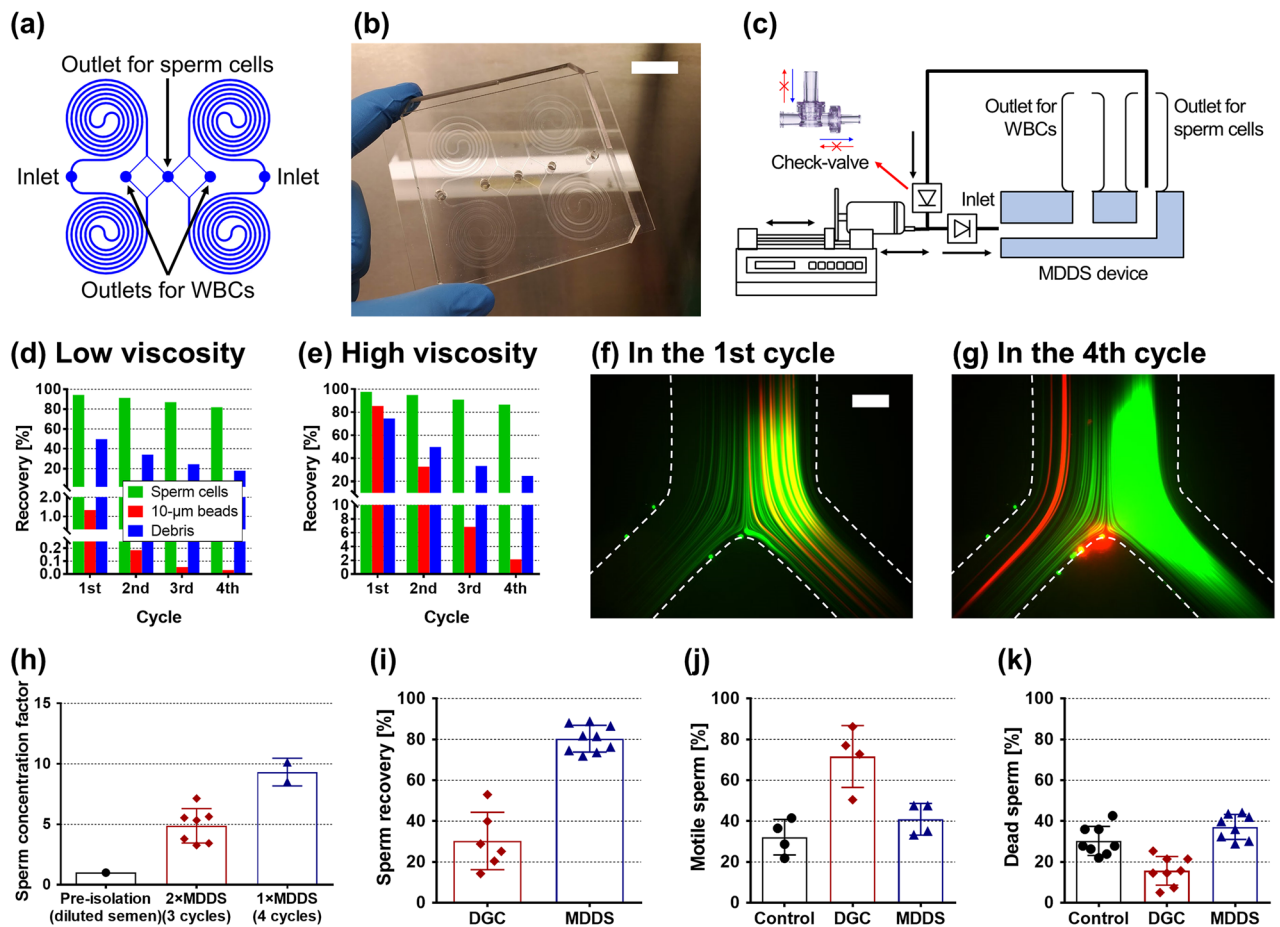 (a)
Outlet for sperm cells
Inlet
Inlet
Outlets for WBCs
(b)
(c)
Check-valve
Outlet for
WBCs
Outlet for
sperm cells
Inlet
MDDS device
(d) Low viscosity
Recovery [%]
100
80
60
40
20
2.0
1.0
0.2
0.1
0.0
Sperm cells
10-μm beads
Debris
1st 2nd 3rd 4th
Cycle
(e) High viscosity
Recovery [%]
100
80
60
40
20
10
8
6
4
2
0
1st 2nd 3rd 4th
Cycle
(f) In the 1st cycle
(g) In the 4th cycle
(h)
Sperm concentration factor
15
10
5
0
Pre-isolation 2×MDDS 1×MDDS
(diluted semen) (3 cycles) (4 cycles)
(i)
Sperm recovery [%]
100
80
60
40
20
0
DGC MDDS
(j)
Motile sperm [%]
100
80
60
40
20
0
Control DGC MDDS
(k)
Dead sperm [%]
100
80
60
40
20
0
Control DGC MDDS